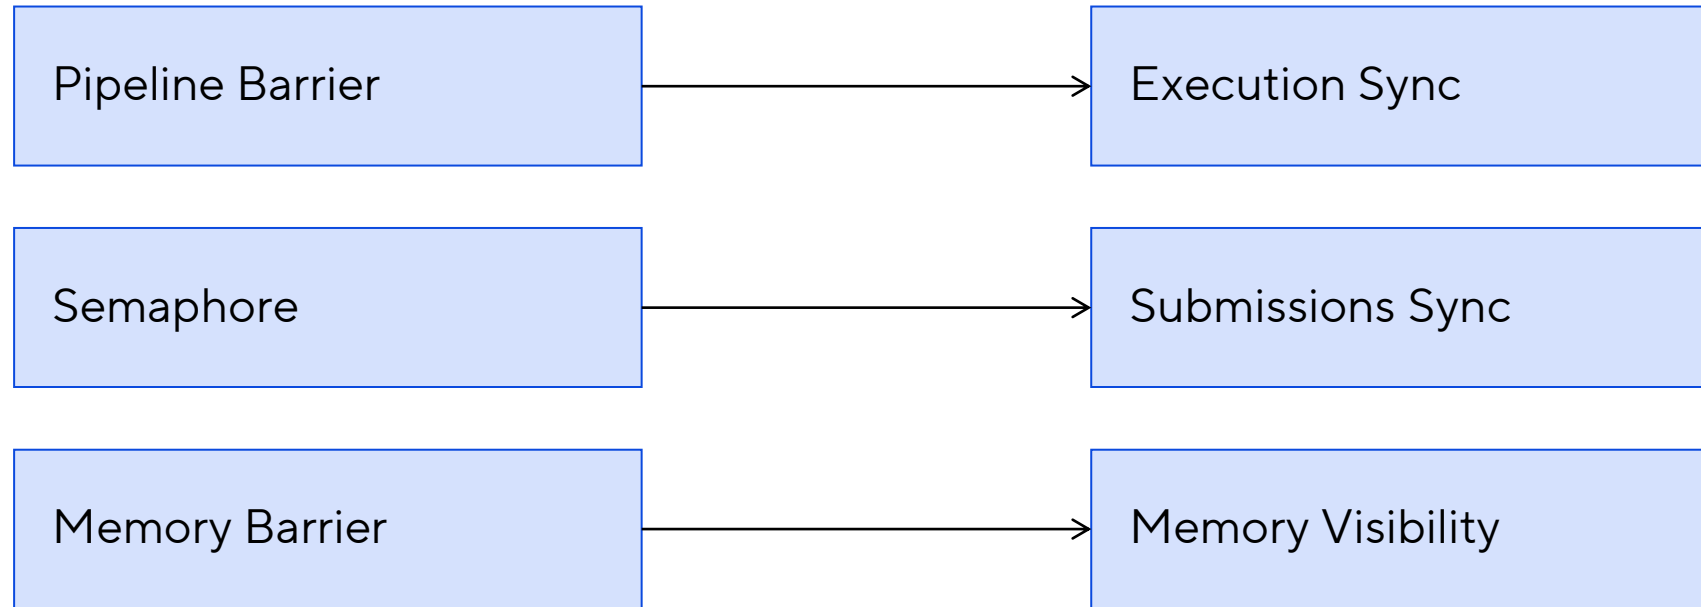 Pipeline Barrier
Execution Sync
Semaphore
Submissions Sync
Memory Barrier
Memory Visibility